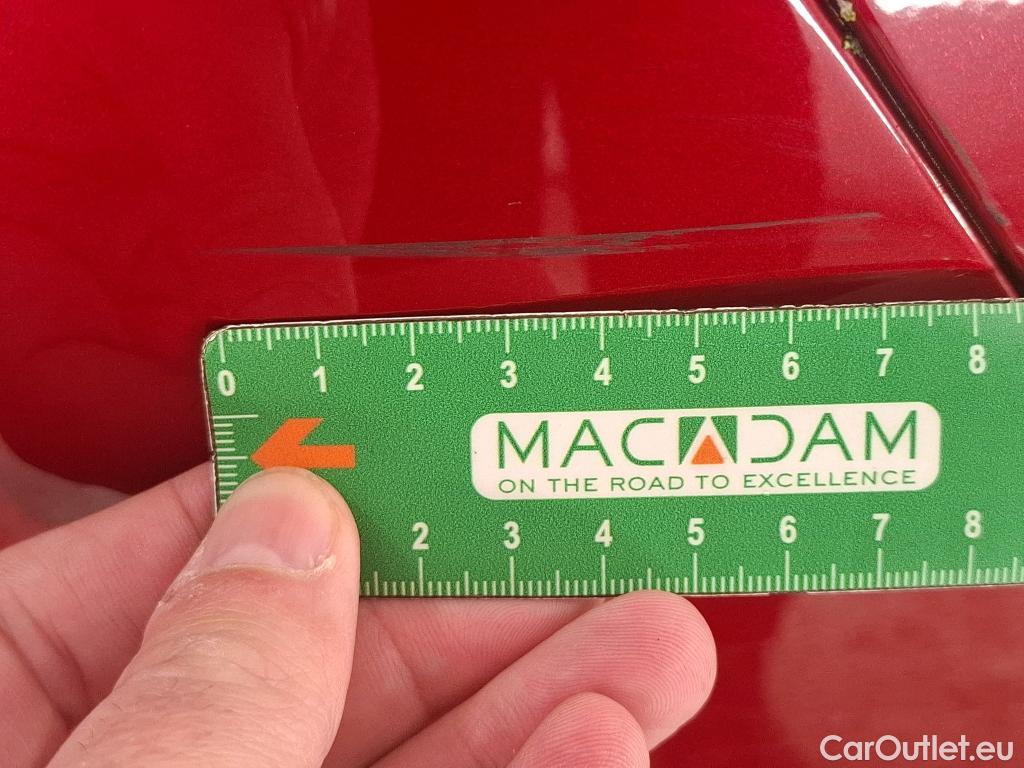 0 1 2 3 4 5 6 7 8
MACADAM
ON THE ROAD TO EXCELLENCE
2 3 4 5 6 7 8
CarOutlet.eu